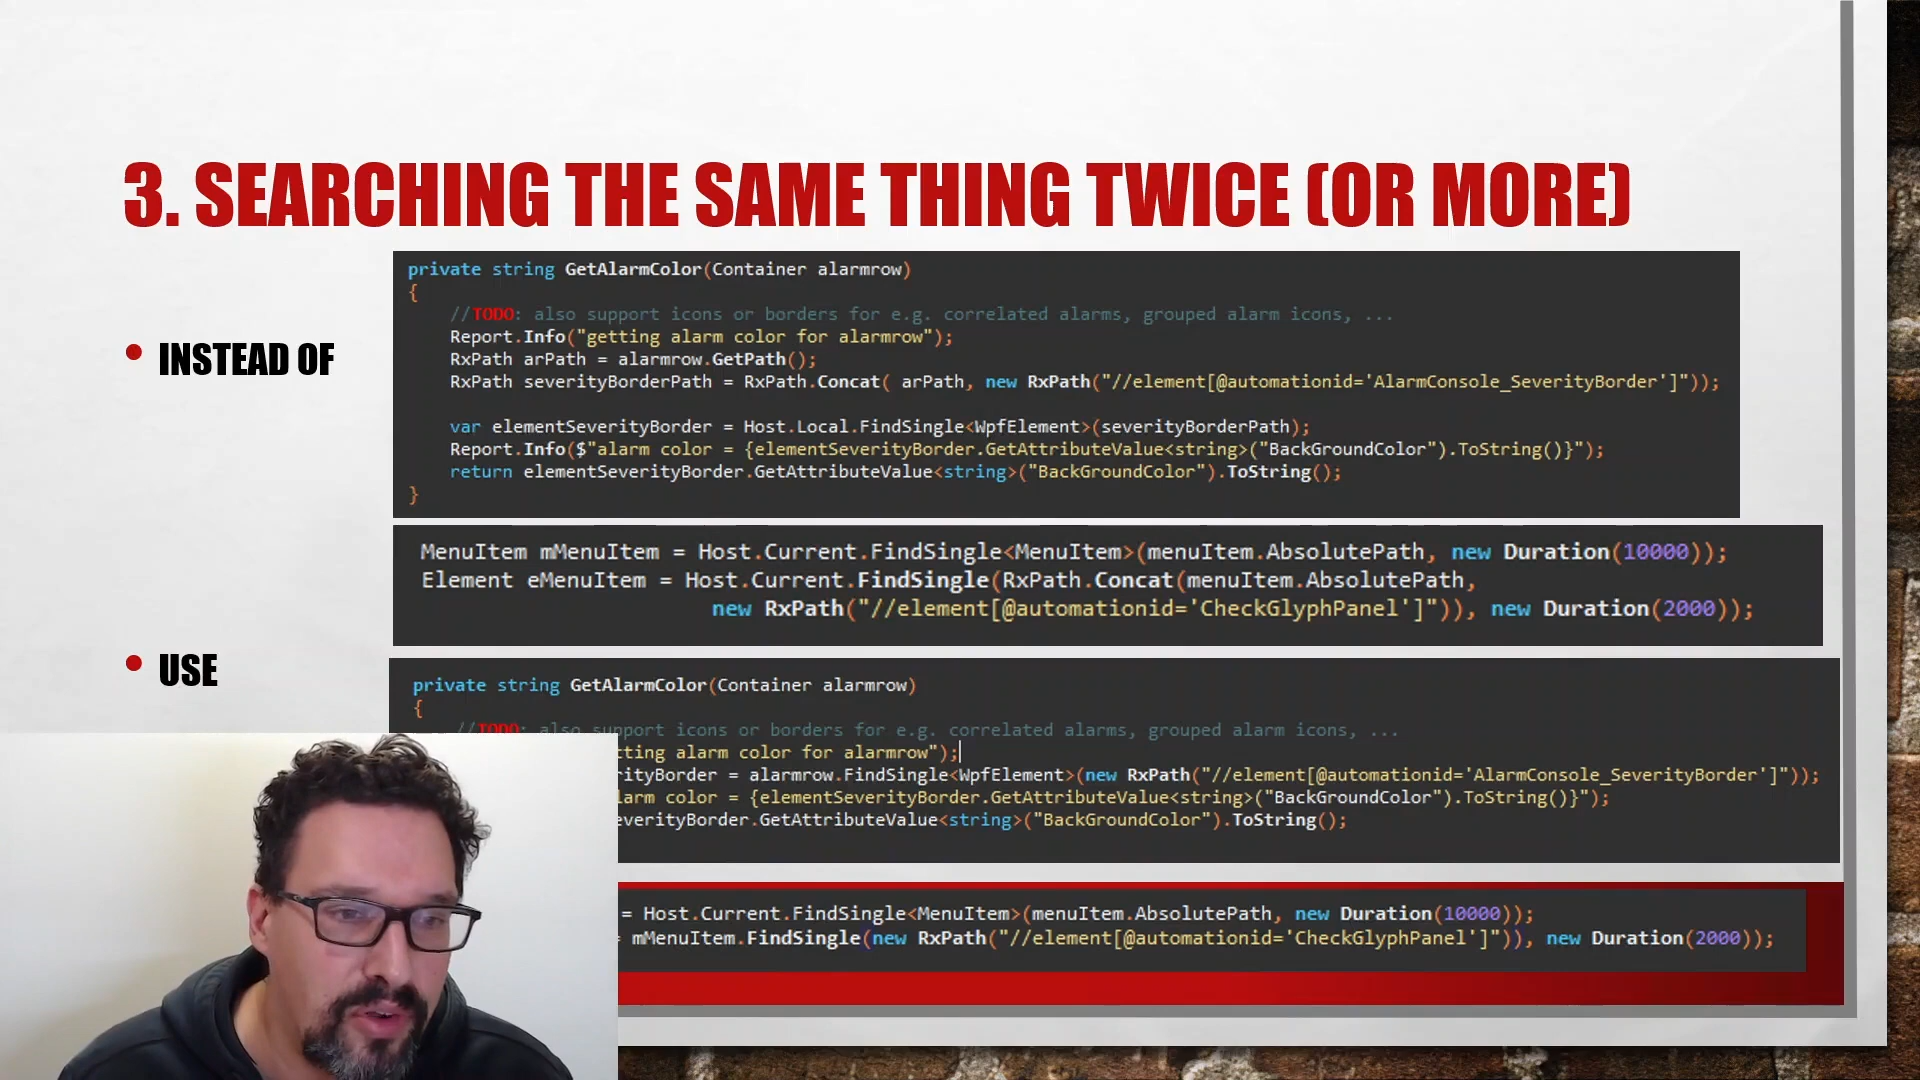 3. SEARCHING THE SAME THING TWICE (OR MORE)
• INSTEAD OF
private string GetAlarmColor(Container alarmrow)
{
//TODO: also support icons or borders for e.g. correlated alarms, grouped alarm icons, ...
Report.Info("getting alarm color for alarmrow");
RxPath arPath = alarmrow.GetPath();
RxPath severityBorderPath = RxPath.Concat( arPath, new RxPath("//element[@automationid='AlarmConsole_SeverityBorder']"));
var elementSeverityBorder = Host.Local.FindSingle<WpfElement>(severityBorderPath);
Report.Info($"alarm color = {elementSeverityBorder.GetAttributeValue<string>("BackGroundColor").ToString()}");
return elementSeverityBorder.GetAttributeValue<string>("BackGroundColor").ToString();
}
MenuItem mMenuItem = Host.Current.FindSingle<MenuItem>(menuItem.AbsolutePath, new Duration(10000));
Element eMenuItem = Host.Current.FindSingle(RxPath.Concat(menuItem.AbsolutePath,
new RxPath("//element[@automationid='CheckGlyphPanel']")), new Duration(2000));
• USE
private string GetAlarmColor(Container alarmrow)
{
//TODO: also support icons or borders for e.g. correlated alarms, grouped alarm icons, ...
tting alarm color for alarmrow");
rityBorder = alarmrow.FindSingle<WpfElement>(new RxPath("//element[@automationid='AlarmConsole_SeverityBorder']"));
larm color = {elementSeverityBorder.GetAttributeValue<string>("BackGroundColor").ToString()}");
everityBorder.GetAttributeValue<string>("BackGroundColor").ToString();
= Host.Current.FindSingle<MenuItem>(menuItem.AbsolutePath, new Duration(10000));
= mMenuItem.FindSingle(new RxPath("//element[@automationid='CheckGlyphPanel']")), new Duration(2000));